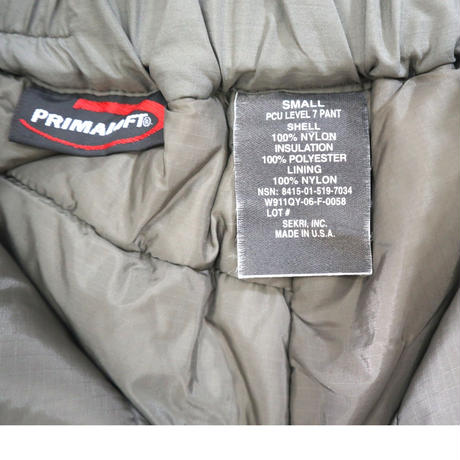 PRIMALOFT®
SMALL
PCU LEVEL 7 PANT
SHELL
100% NYLON
INSULATION
100% POLYESTER
LINING
100% NYLON
NSN: 8415-01-519-7034
W911QY-06-F-0058
LOT #
SEKRI, INC.
MADE IN U.S.A.